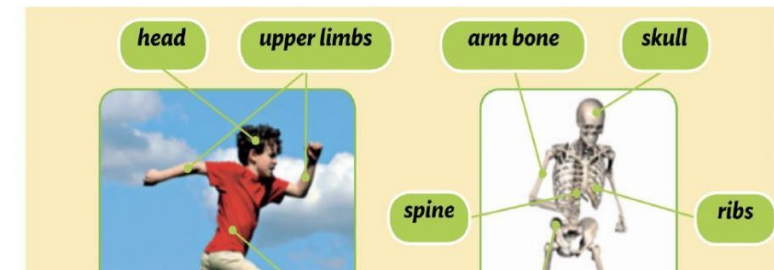 head
upper limbs
arm bone
skull
spine
ribs